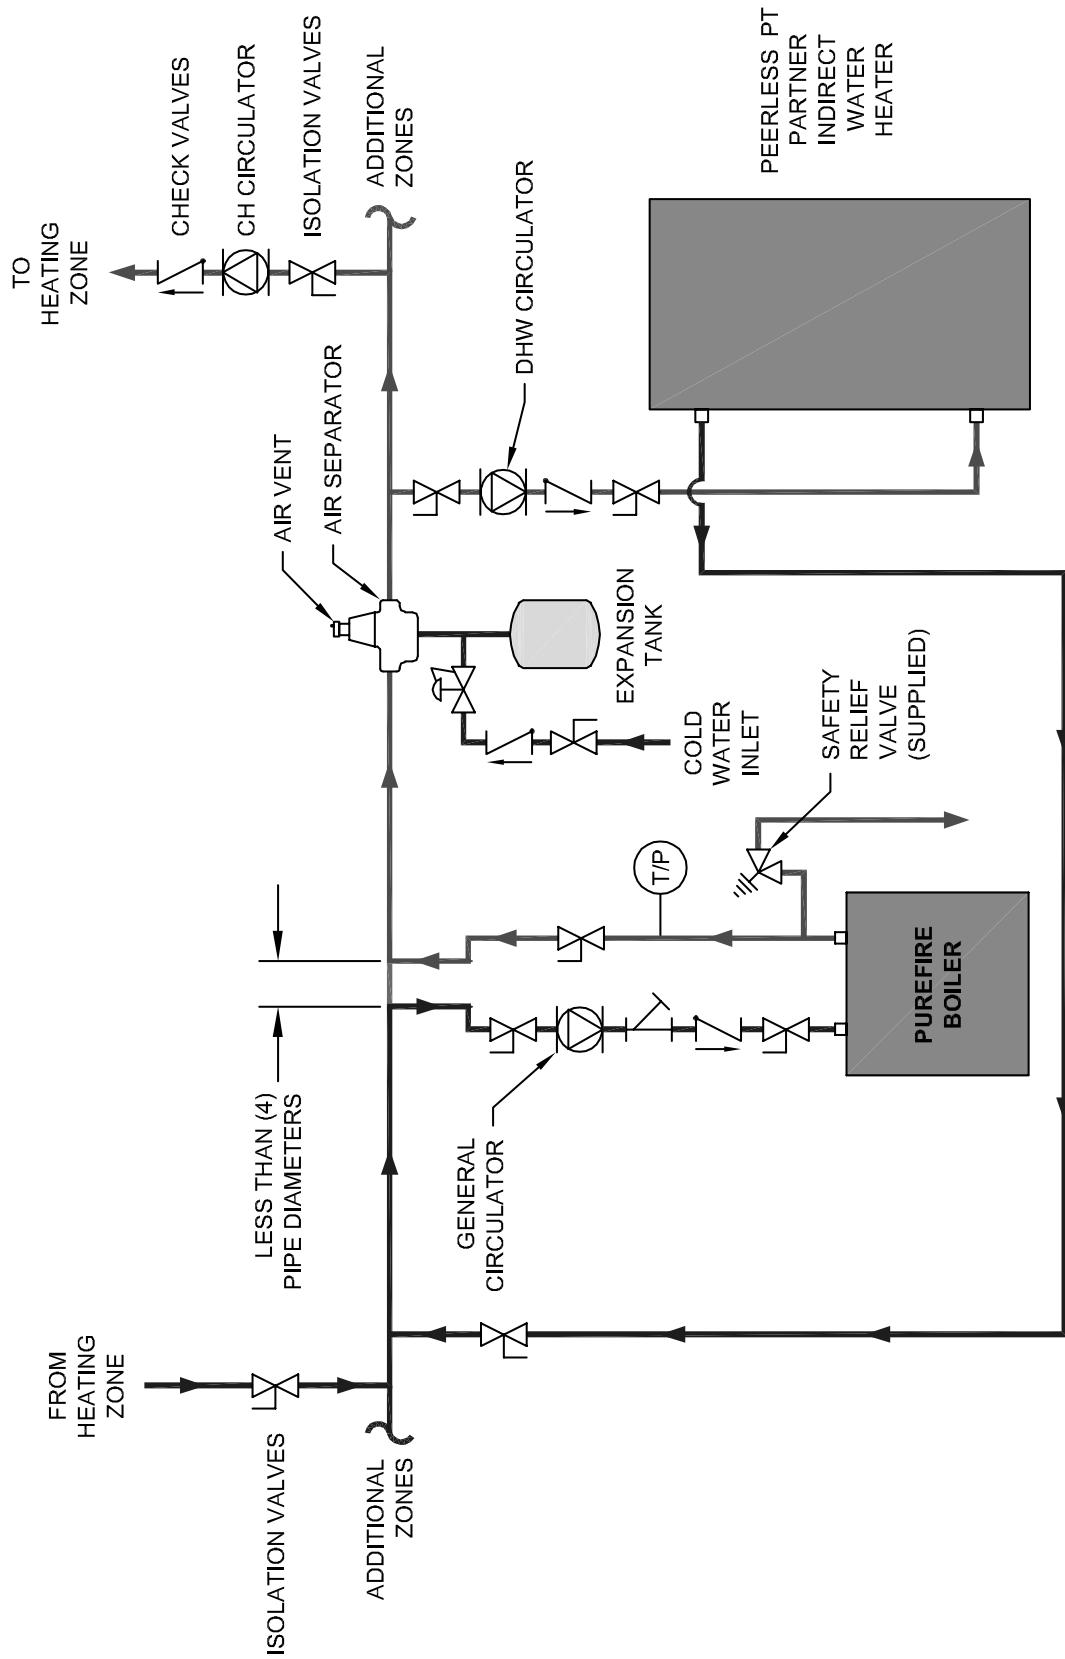 FROM
HEATING
ZONE
ISOLATION VALVES
ADDITIONAL
ZONES
LESS THAN (4)
PIPE DIAMETERS
GENERAL
CIRCULATOR
PUREFIRE
BOILER
T/P
SAFETY
RELIEF
VALVE
(SUPPLIED)
COLD
WATER
INLET
EXPANSION
TANK
AIR VENT
AIR SEPARATOR
DHW CIRCULATOR
TO
HEATING
ZONE
CHECK VALVES
CH CIRCULATOR
ISOLATION VALVES
ADDITIONAL
ZONES
PEERLESS PT
PARTNER
INDIRECT
WATER
HEATER